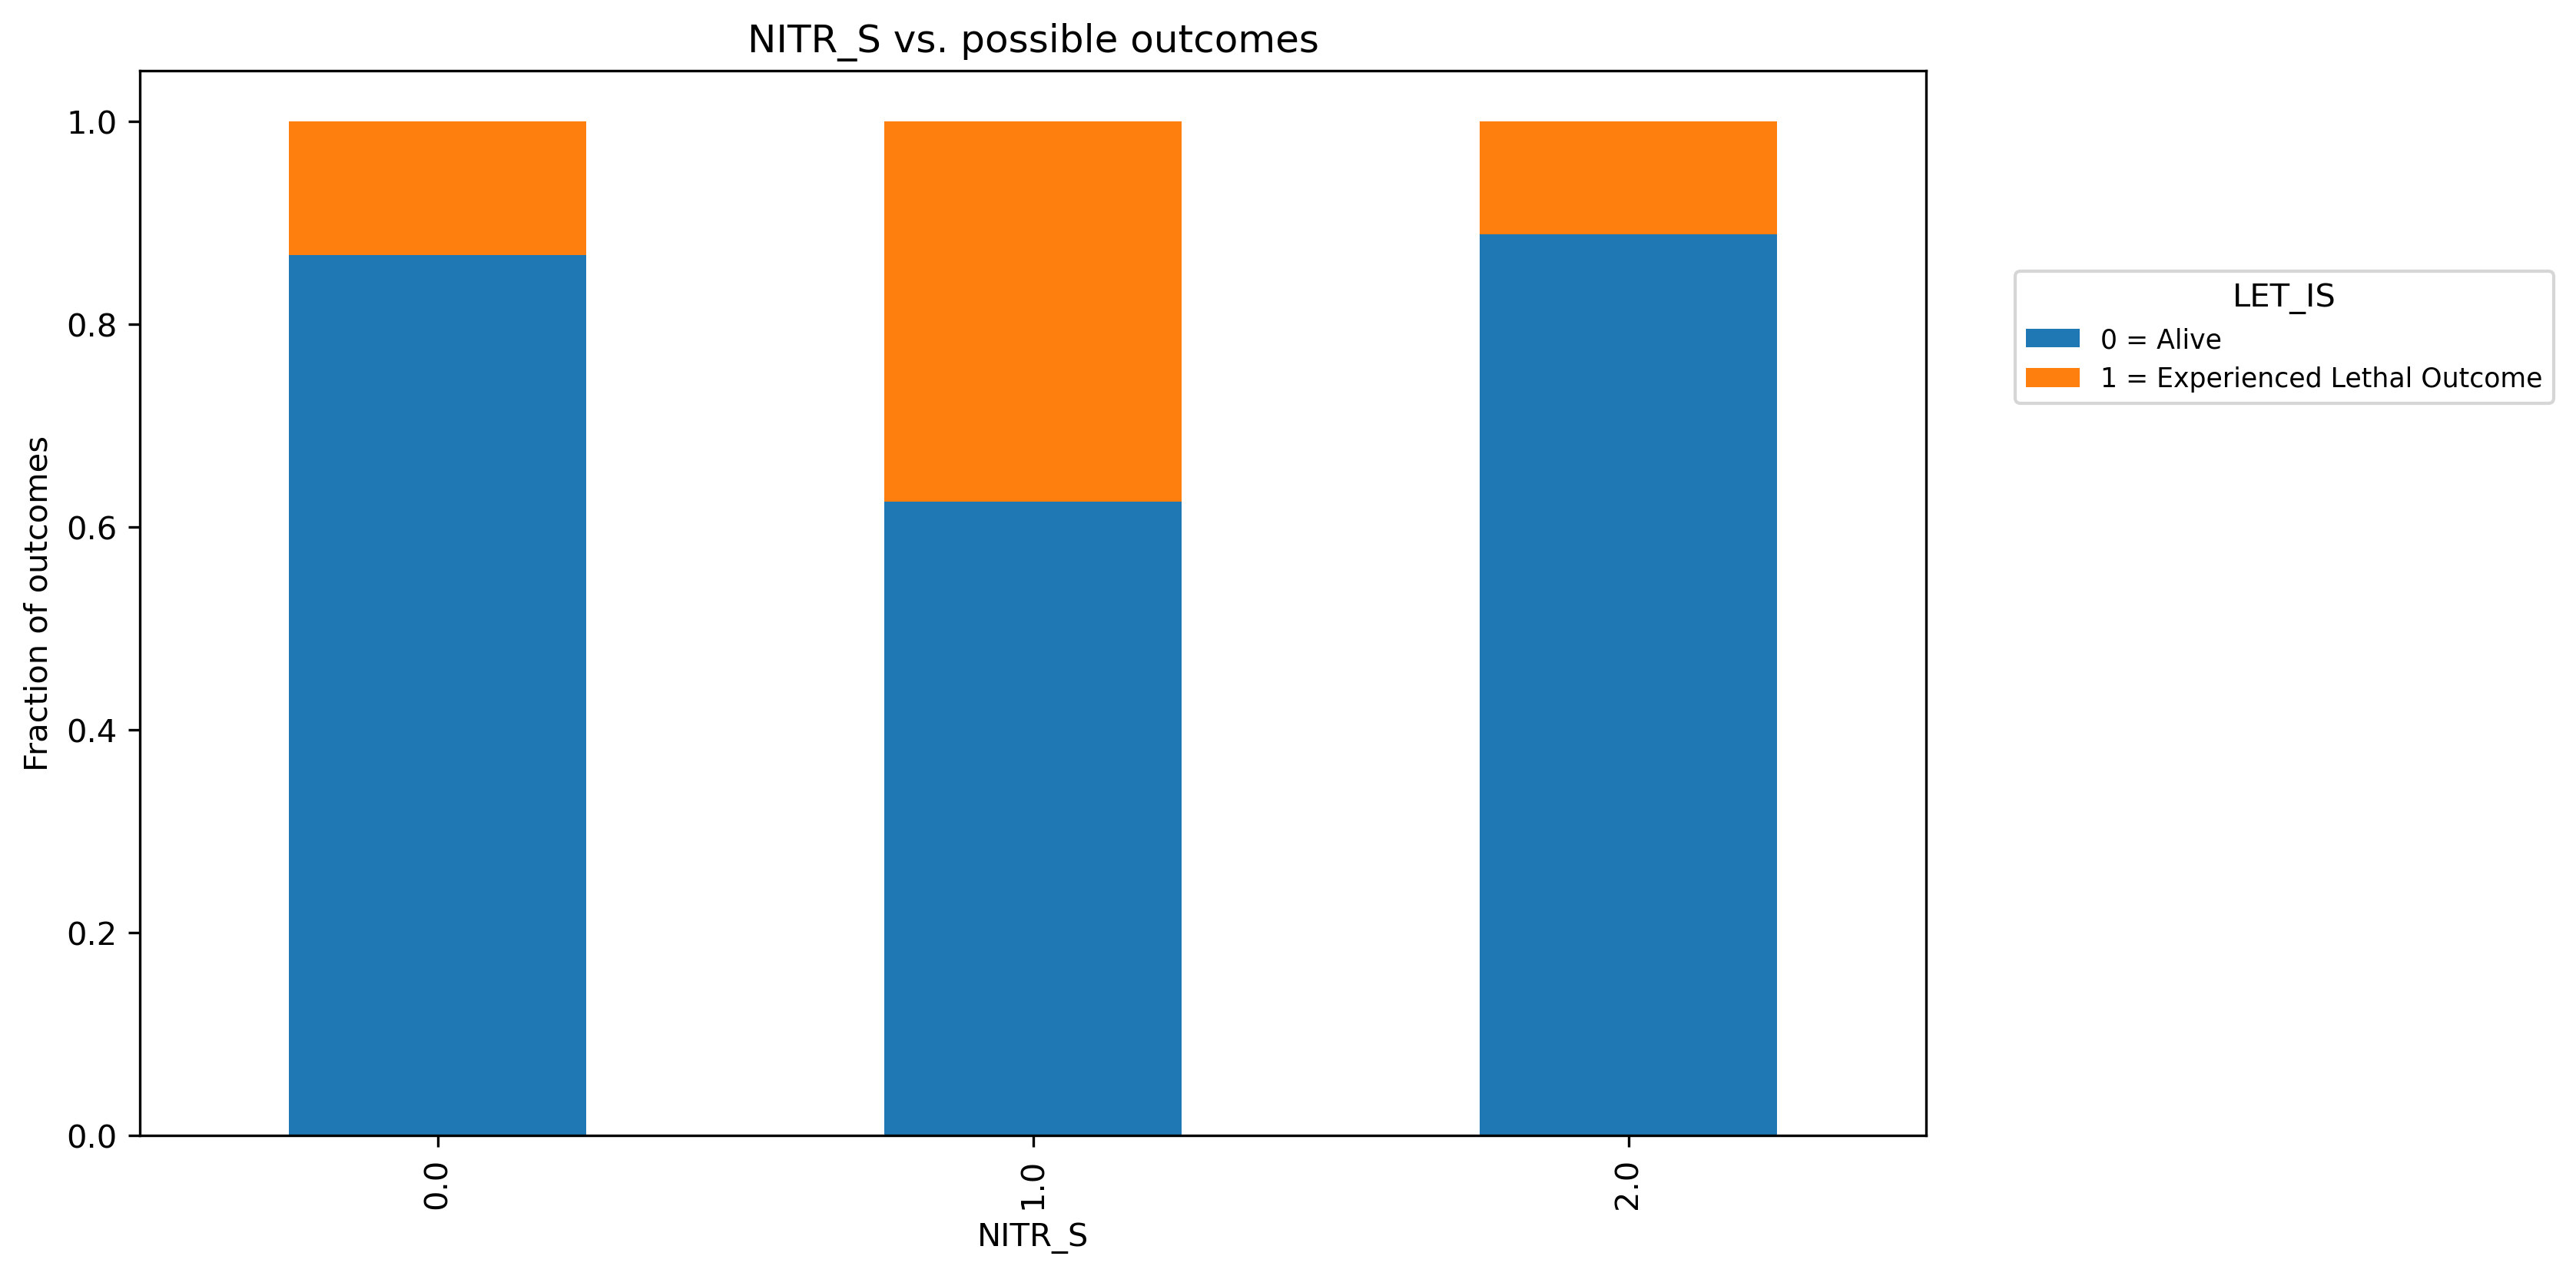 NITR_S vs. possible outcomes
1.0
0.8
0.6
0.4
0.2
0.0
Fraction of outcomes
0.0
1.0
2.0
NITR_S
LET_IS
0 = Alive
1 = Experienced Lethal Outcome